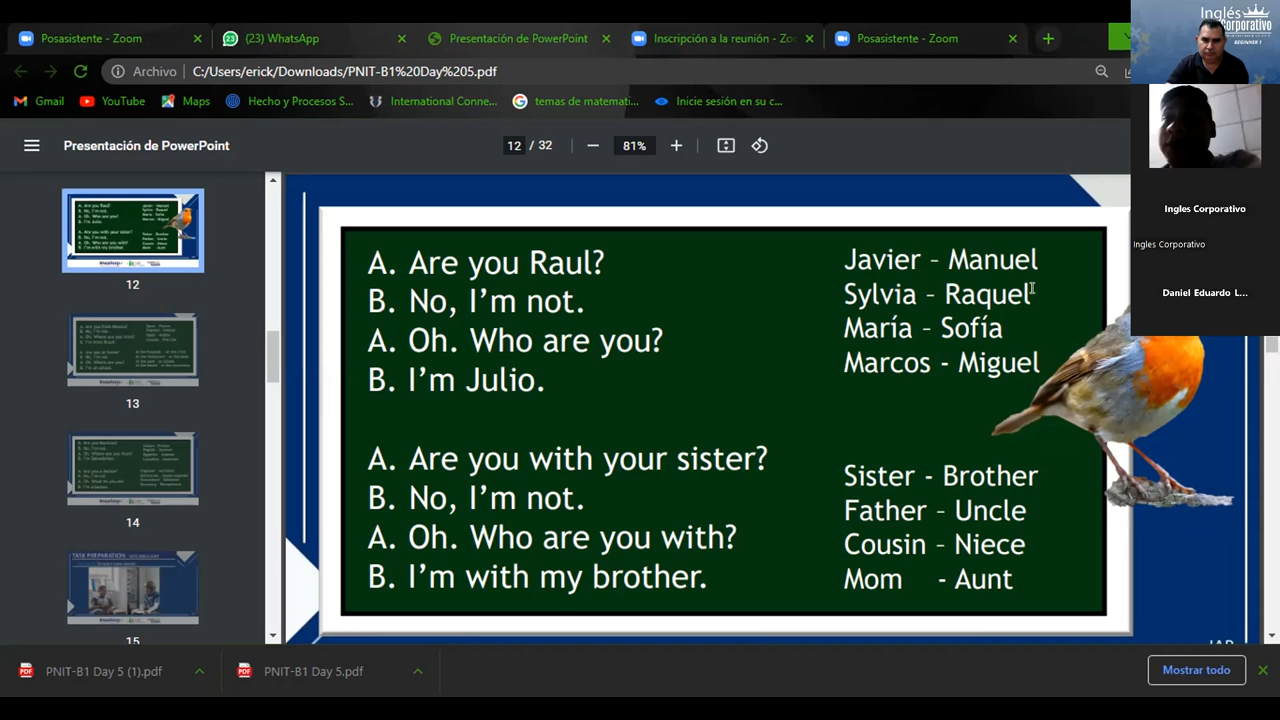 Posasistente - Zoom
(23) WhatsApp
Presentación de PowerPoint
Inscripción a la reunión - Zo
Posasistente - Zoom
Archivo
C:/Users/erick/Downloads/PNIT-B1%20Day%205.pdf
Gmail
YouTube
Maps
Hecho y Procesos S...
International Conne...
temas de matemati...
Inicie sesión en su c...
Presentación de PowerPoint
12 / 32
81%
Inglés
Corporativo
BEGINNER 1
Ingles Corporativo
Ingles Corporativo
Daniel Eduardo L...
12
13
14
TASK PREPARATION
15
A. Are you Raul?
B. No, I'm not.
A. Oh. Who are you?
B. I'm Julio.
Javier – Manuel
Sylvia – Raquel
María – Sofía
Marcos - Miguel
A. Are you with your sister?
B. No, I'm not.
A. Oh. Who are you with?
B. I'm with my brother.
Sister - Brother
Father – Uncle
Cousin – Niece
Mom - Aunt
PNIT-B1 Day 5 (1).pdf
PNIT-B1 Day 5.pdf
Mostrar todo